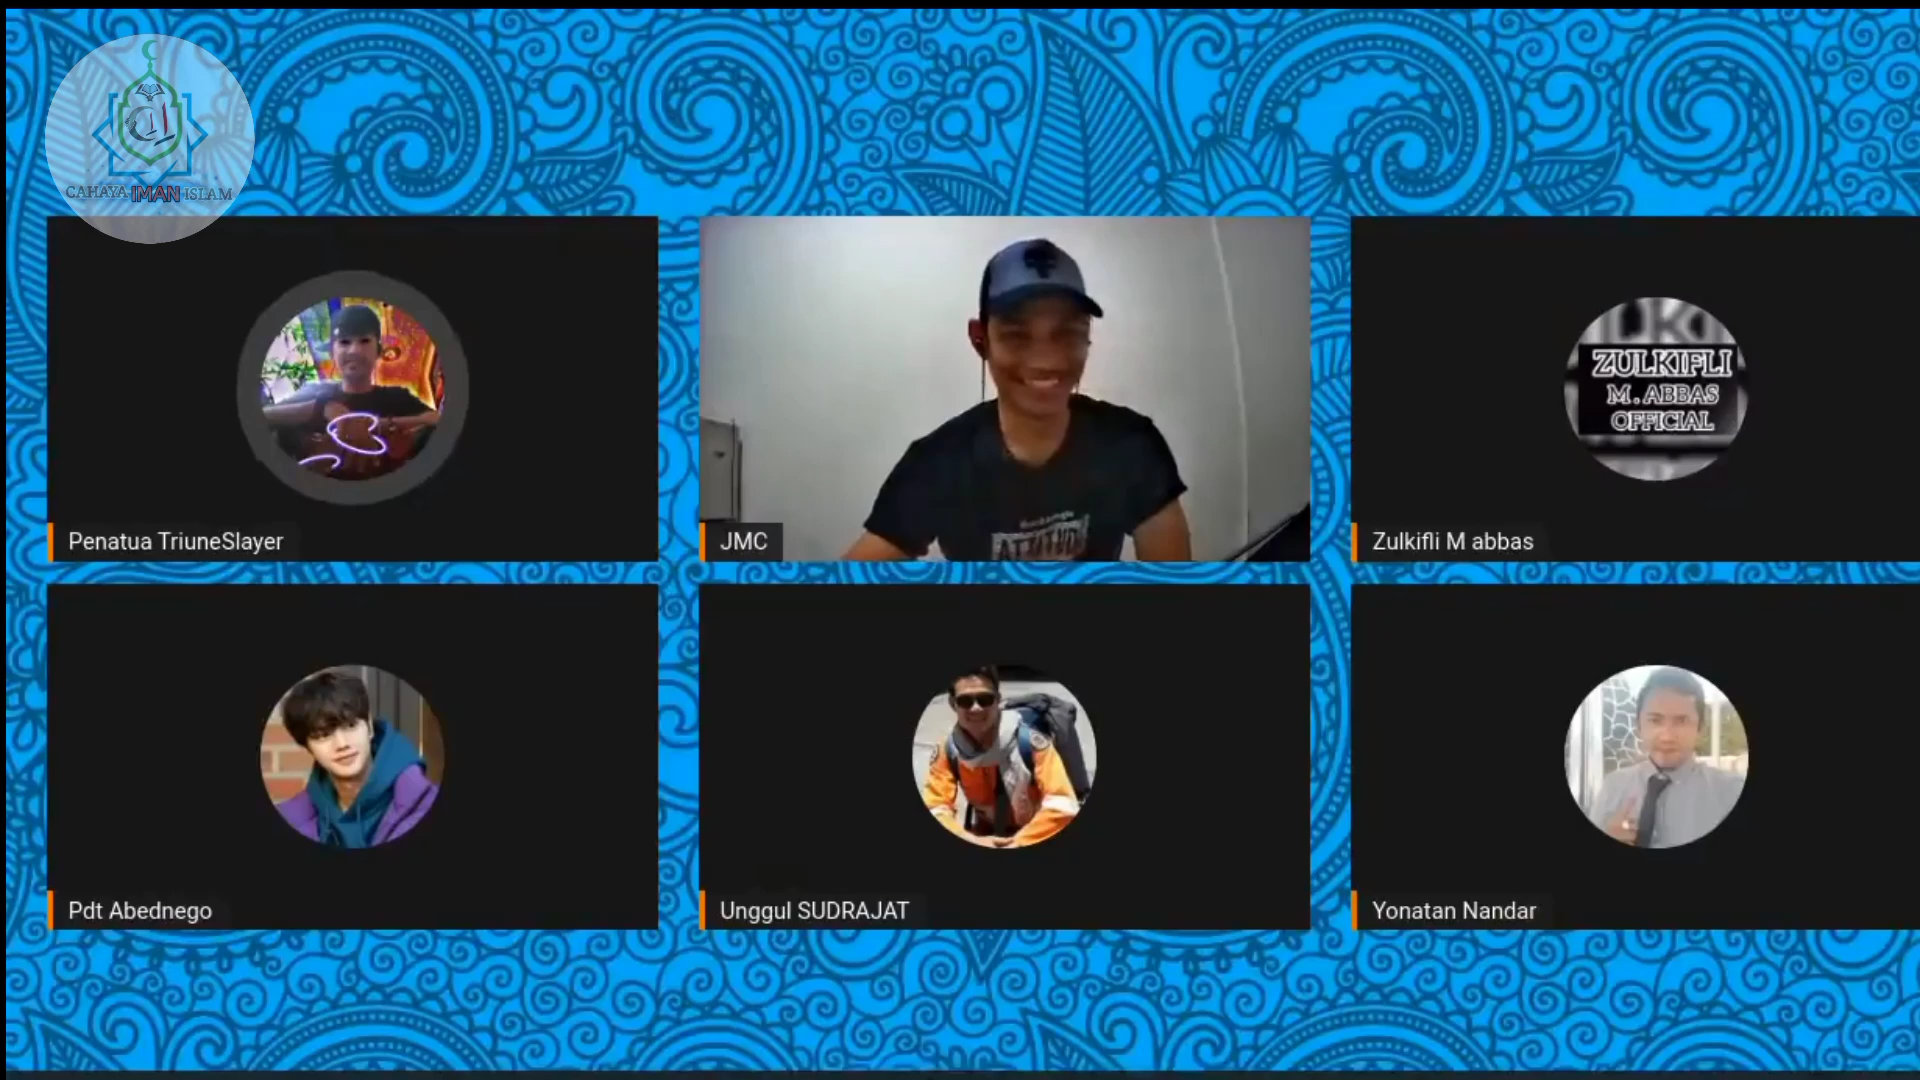 CAHAYA IMAN ISLAM
Penatua TriuneSlayer
JMC
ZULKIFLI
M. ABBAS
OFFICIAL
Zulkifli M abbas
Pdt Abednego
Unggul SUDRAJAT
Yonatan Nandar